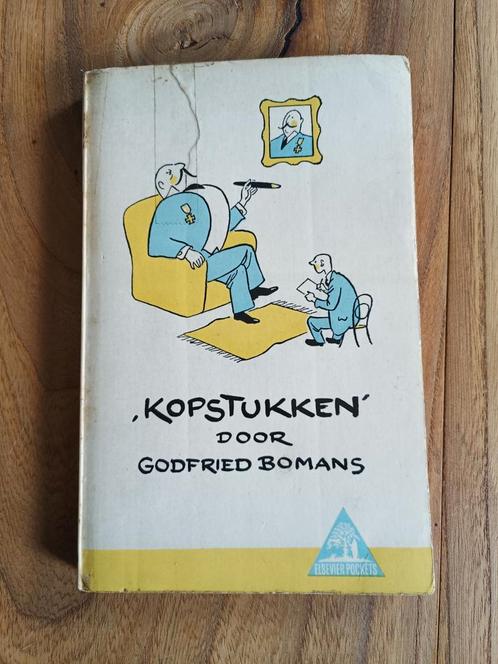 ‚KOPSTUKKEN’
DOOR
GODFRIED BOMANS
ELSEVIER POCKETS